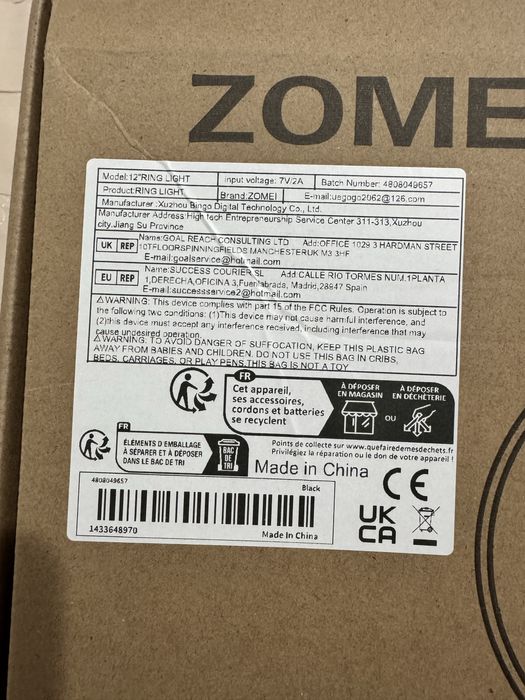 ZOMEI
Model:12"RING LIGHT Input voltage: 7V/2A Batch Number: 4808049657
Product:RING LIGHT Brand:ZOMEI E-mail:uegogo2062@126.com
Manufacturer :Xuzhou Bingo Digital Technology Co., Ltd.
Manufacturer Address:High tech Entrepreneurship Service Center 311-313,Xuzhou
city,Jiang Su Province
UK REP Name:GOAL REACH CONSULTING LTD Add:OFFICE 1029 3 HARDMAN STREET
10TFLOORSPINNINGFIELDS MANCHESTERUK M3 3HF
E-mail:goalservice@hotmail.com
EU REP Name:SUCCESS COURIER SL Add CALLE RIO TORMES NUM.1PLANTA
1,DERECHA,OFICINA 3,Fuenlabrada, Madrid,28947 Spain
E-mail:successservice2@hotmail.com
⚠WARNING: This device complies with part 15 of the FCC Rules. Operation is subject to
the following two conditions: (1)This device may not cause harmful interference, and
(2)this device must accept any interference received, including interference that may
cause undesired operation.
⚠WARNING: TO AVOID DANGER OF SUFFOCATION, KEEP THIS PLASTIC BAG
AWAY FROM BABIES AND CHILDREN. DO NOT USE THIS BAG IN CRIBS,
BEDS, CARRIAGES, OR PLAY PENS.THIS BAG IS NOT A TOY
FR
Cet appareil,
ses accessoires,
cordons et batteries
se recyclent
À DÉPOSER
EN MAGASIN
OU
À DÉPOSER
EN DÉCHÈTERIE
FR
ÉLÉMENTS D'EMBALLAGE
À SÉPARER ET À DÉPOSER
DANS LE BAC DE TRI
BAC
DE
TRI
Points de collecte sur www.quefairedemesdechets.fr
Privilégiez la réparation ou le don de votre appareil !
Made in China
CE
UK
CA
4808049657
Black
1433648970
Made In China